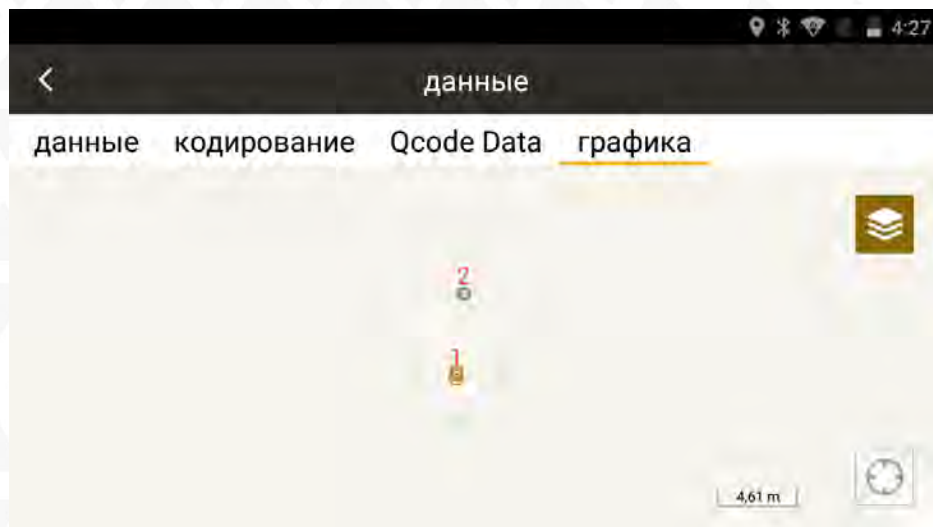 4:27
данные
данные кодирование Qcode Data графика
2
1
4,61 m